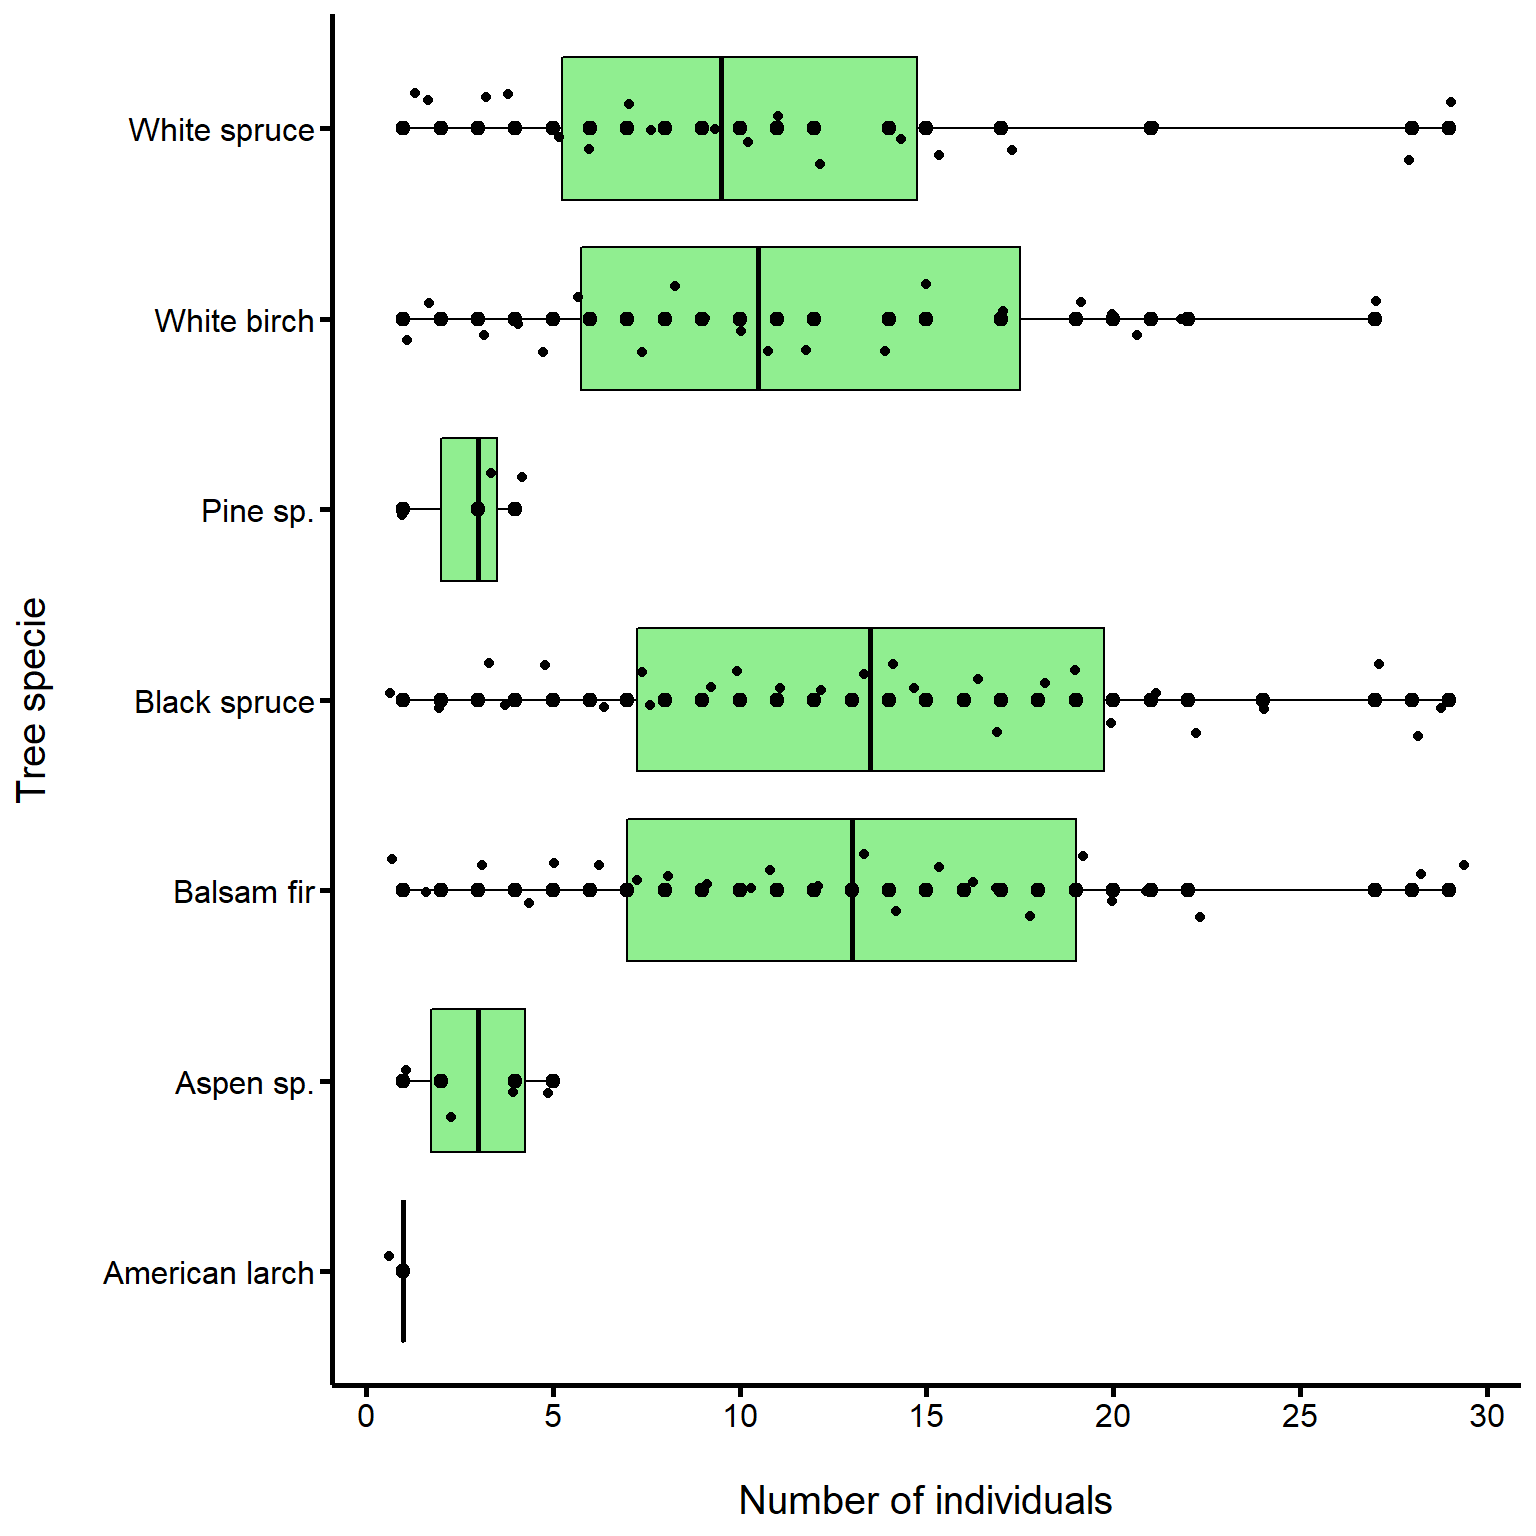 Tree specie
White spruce
White birch
Pine sp.
Black spruce
Balsam fir
Aspen sp.
American larch
0 5 10 15 20 25 30
Number of individuals